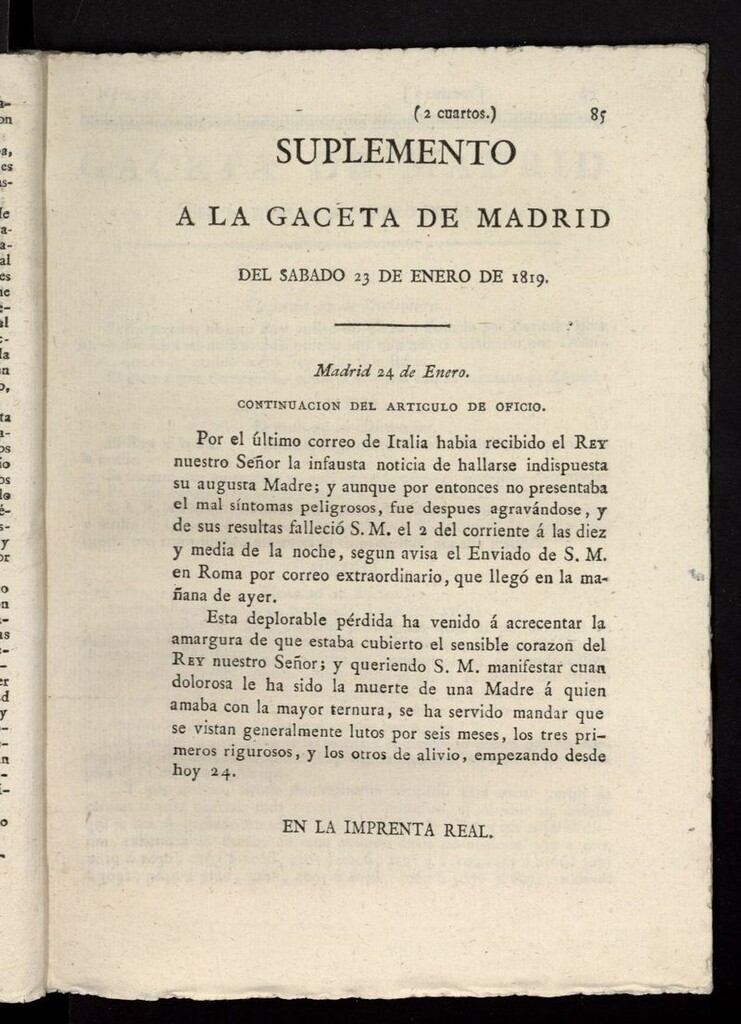 (2 cuartos.) 85
SUPLEMENTO
A LA GACETA DE MADRID
DEL SABADO 23 DE ENERO DE 1819.
Madrid 24 de Enero.
CONTINUACION DEL ARTICULO DE OFICIO.
Por el último correo de Italia habia recibido el REY
nuestro Señor la infausta noticia de hallarse indispuesta
su augusta Madre; y aunque por entonces no presentaba
el mal síntomas peligrosos, fue despues agravándose, y
de sus resultas falleció S. M. el 2 del corriente á las diez
y media de la noche, segun avisa el Enviado de S. M.
en Roma por correo extraordinario, que llegó en la ma-
ñana de ayer.
Esta deplorable pérdida ha venido á acrecentar la
amargura de que estaba cubierto el sensible corazon del
REY nuestro Señor; y queriendo S. M. manifestar cuan
dolorosa le ha sido la muerte de una Madre á quien
amaba con la mayor ternura, se ha servido mandar que
se vistan generalmente lutos por seis meses, los tres pri-
meros rigurosos, y los otros de alivio, empezando desde
hoy 24.
EN LA IMPRENTA REAL.